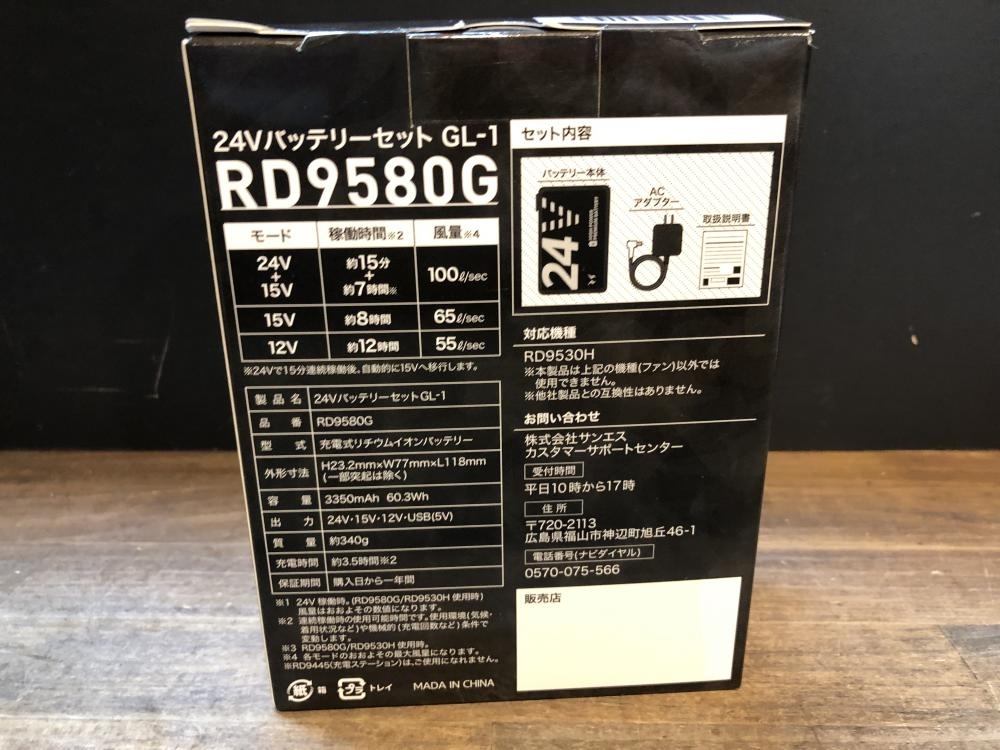 24Vバッテリーセット GL-1
RD9580G
モード 稼働時間※2 風量※4
24V + 15V 約15分 + 約7時間※ 100ℓ/sec
15V 約8時間 65ℓ/sec
12V 約12時間 55ℓ/sec
※24Vで15分連続稼働後、自動的に15Vへ移行します。
製品名 24VバッテリーセットGL-1
品番 RD9580G
型式 充電式リチウムイオンバッテリー
外形寸法 H23.2mm×W77mm×L118mm
(一部突起は除く)
容量 3350mAh 60.3Wh
出力 24V・15V・12V・USB(5V)
質量 約340g
充電時間 約3.5時間※2
保証期間 購入日から一年間
※1 24V 稼働時。(RD9580G/RD9530H 使用時)
風量はおおよその数値になります。
※2 連続稼働時の使用可能時間です。使用環境(気候・
着用状況など)や機械的(充電回数など)条件で
変動します。
※3 RD9580G/RD9530H 使用時。
※4 各モードのおおよその最大風量になります。
※RD9445(充電ステーション)は、ご使用になれません。
紙 箱 プラ トレイ MADE IN CHINA
セット内容
バッテリー本体
24V
AC
アダプター
取扱説明書
対応機種
RD9530H
※本製品は上記の機種(ファン)以外では
使用できません。
※他社製品との互換性はありません。
お問い合わせ
株式会社サンエス
カスタマーサポートセンター
受付時間
平日10時から17時
住所
〒720-2113
広島県福山市神辺町旭丘46-1
電話番号(ナビダイヤル)
0570-075-566
販売店